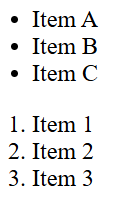 • Item A
• Item B
• Item C
1. Item 1
2. Item 2
3. Item 3